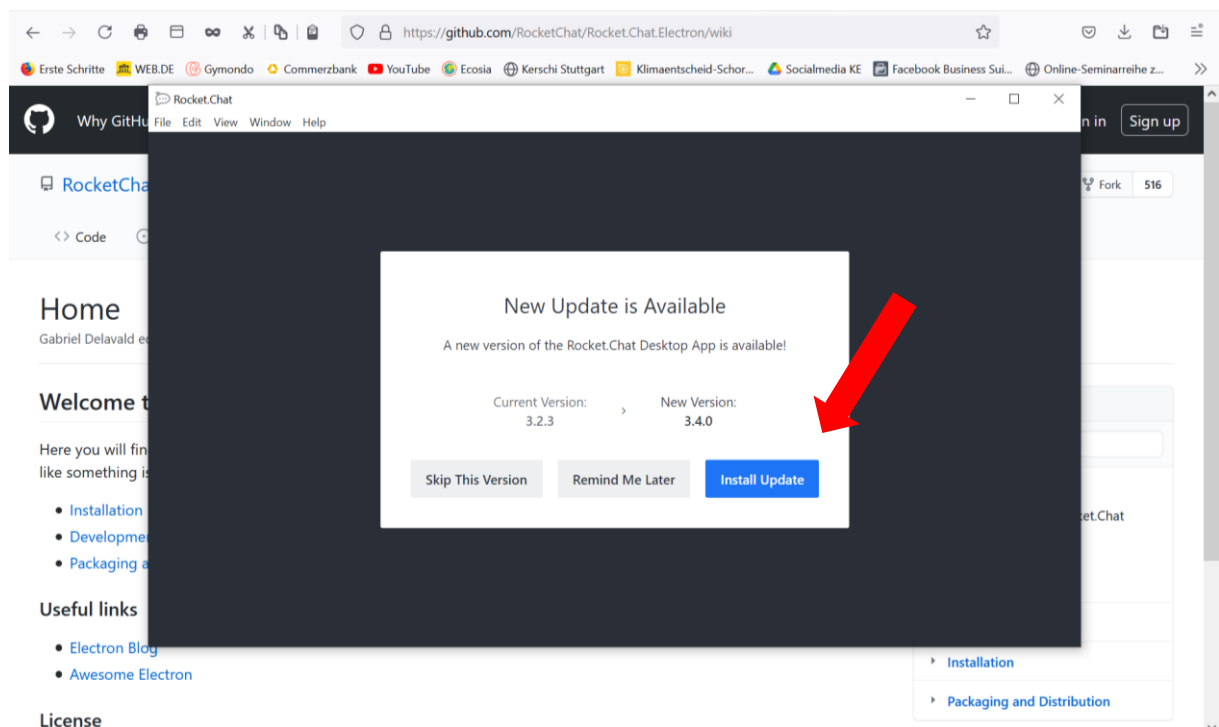 https://github.com/RocketChat/Rocket.Chat.Electron/wiki
Erste Schritte WEB.DE Gymondo Commerzbank YouTube Ecosia Kerschi Stuttgart Klimaentscheid-Schor... Socialmedia KE Facebook Business Sui... Online-Seminarreihe z...
Rocket.Chat
File Edit View Window Help
Why GitHu
n in Sign up
RocketCha
Fork 516
Code
New Update is Available
A new version of the Rocket.Chat Desktop App is available!
Current Version: New Version:
3.2.3 3.4.0
Skip This Version Remind Me Later Install Update
Home
Gabriel Delavald e
Welcome t
Here you will fin
like something is
Installation
Developme
Packaging a
Useful links
Electron Blog
Awesome Electron
License
et.Chat
Installation
Packaging and Distribution